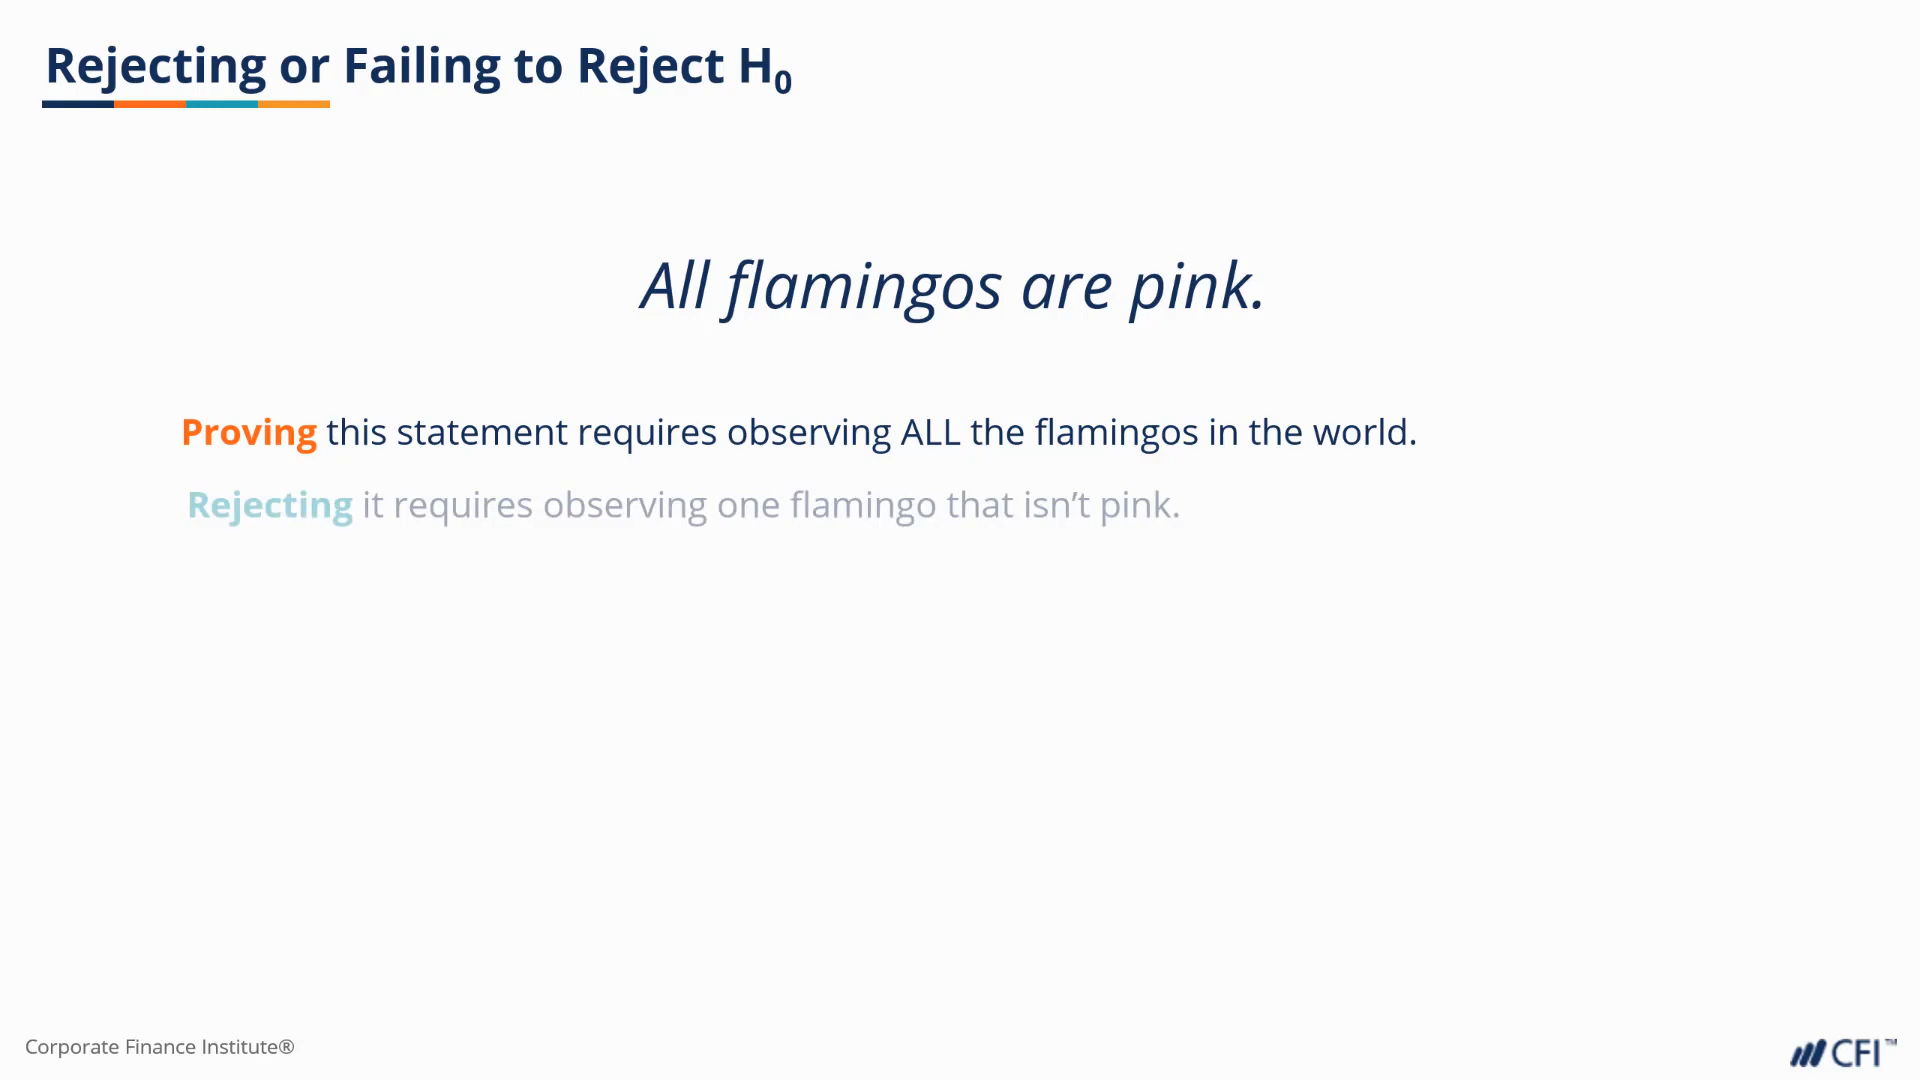 Rejecting or Failing to Reject H₀
All flamingos are pink.
Proving this statement requires observing ALL the flamingos in the world.
Rejecting it requires observing one flamingo that isn’t pink.
Corporate Finance Institute®
CFI™